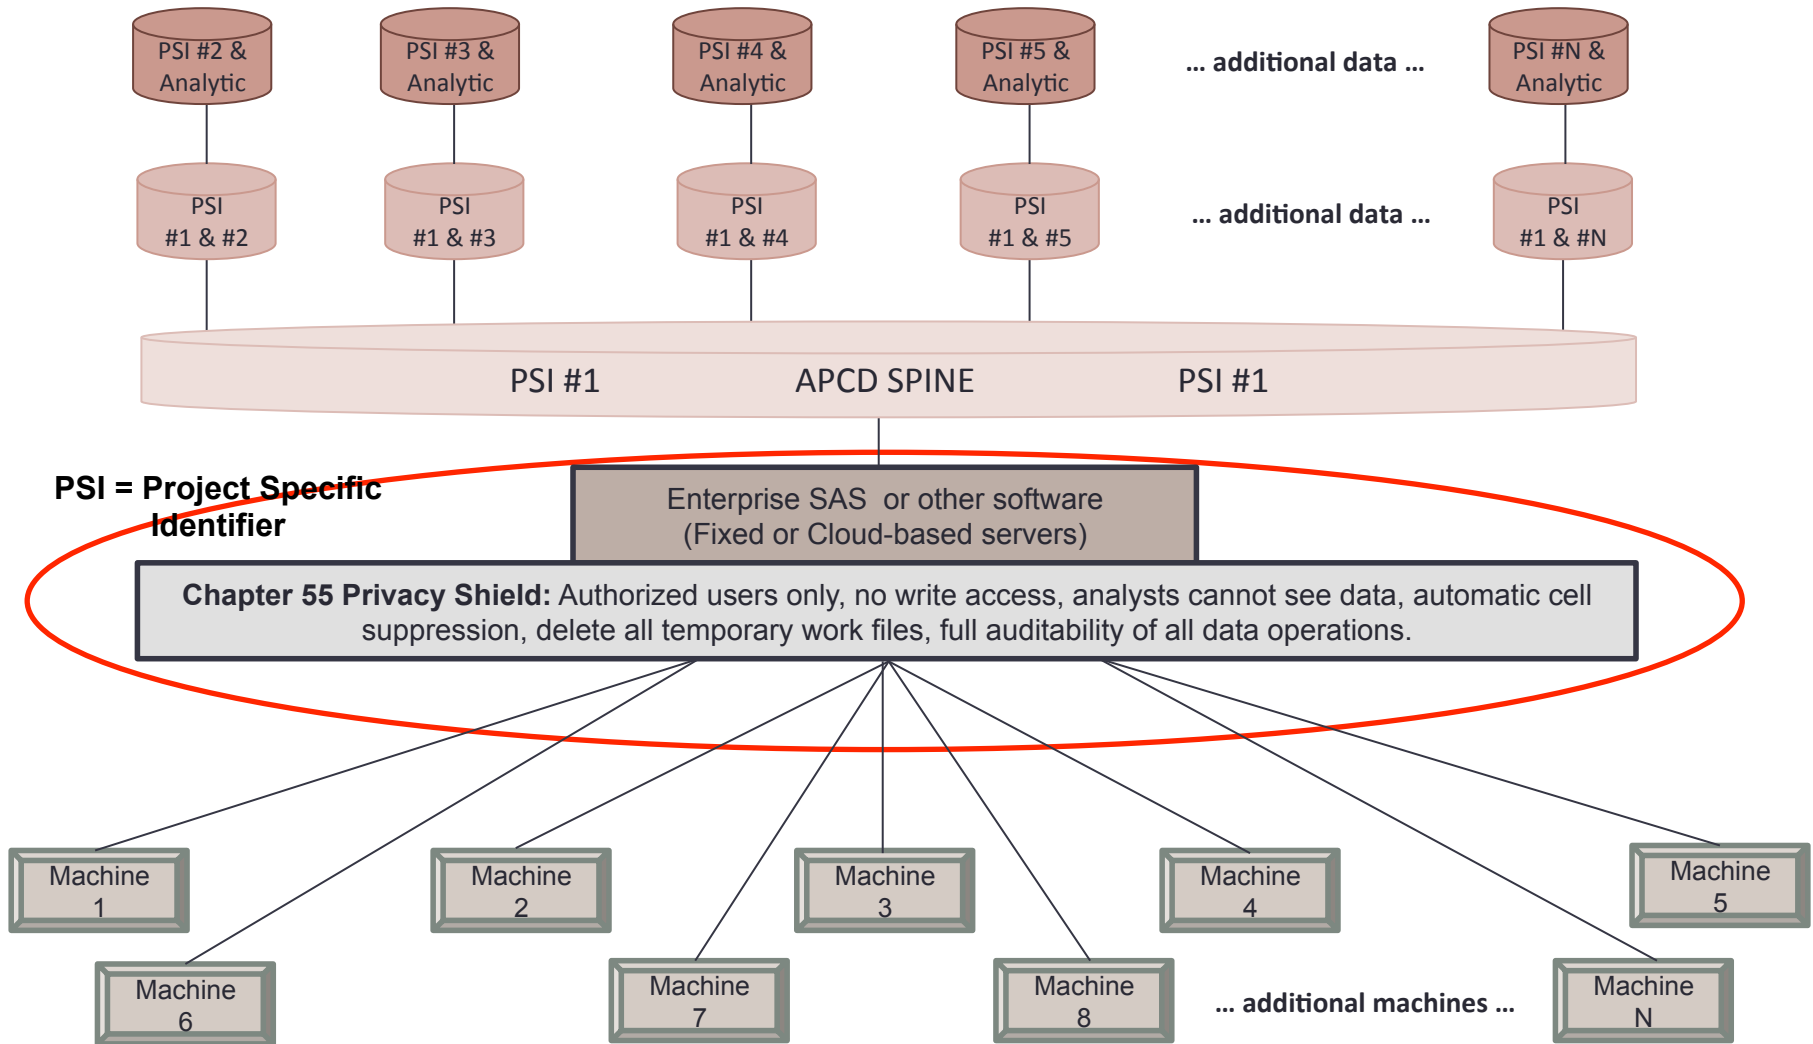 PSI #2 &
Analytic
PSI #3 &
Analytic
PSI #4 &
Analytic
PSI #5 &
Analytic
... additional data ...
PSI #N &
Analytic
PSI
#1 & #2
PSI
#1 & #3
PSI
#1 & #4
PSI
#1 & #5
... additional data ...
PSI
#1 & #N
PSI #1
APCD SPINE
PSI #1
PSI = Project Specific
Identifier
Enterprise SAS or other software
(Fixed or Cloud-based servers)
Chapter 55 Privacy Shield: Authorized users only, no write access, analysts cannot see data, automatic cell
suppression, delete all temporary work files, full auditability of all data operations.
Machine
1
Machine
2
Machine
3
Machine
4
Machine
5
Machine
6
Machine
7
Machine
8
... additional machines ...
Machine
N